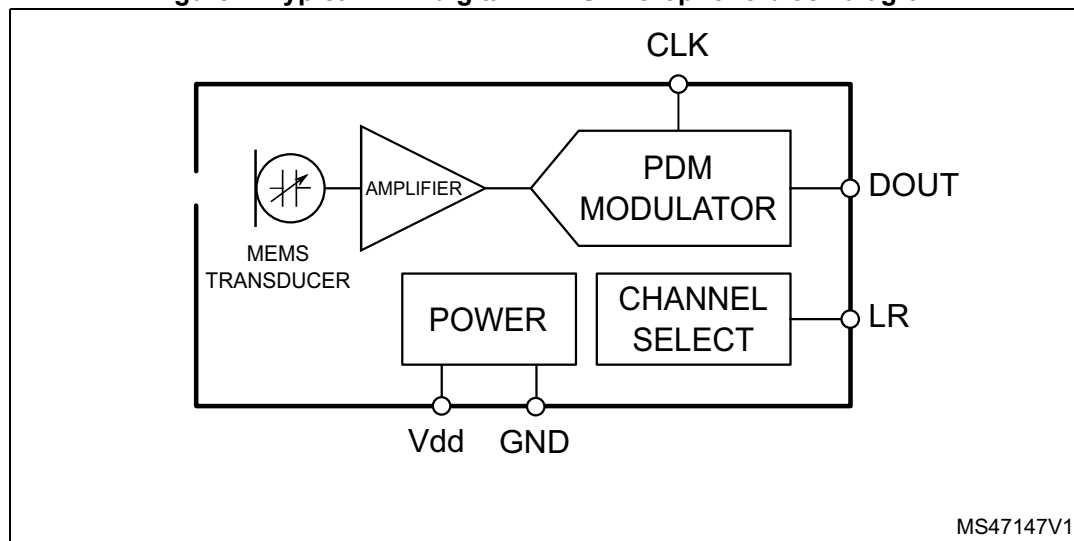 CLK
PDM
MODULATOR
AMPLIFIER
DOUT
MEMS
TRANSDUCER
POWER
CHANNEL
SELECT
LR
Vdd GND
MS47147V1